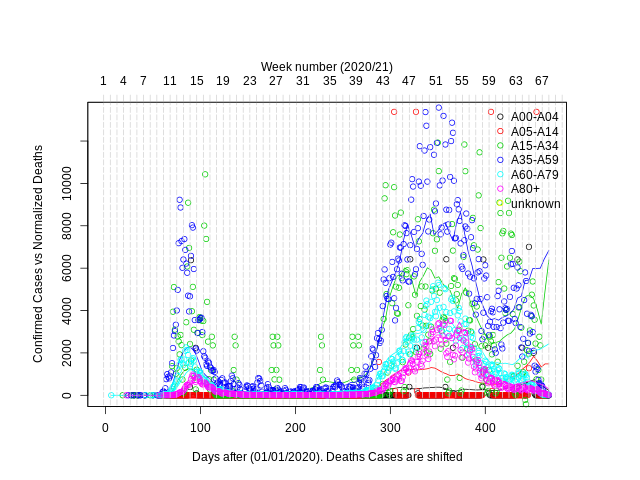 Week number (2020/21)
1 4 7 11 15 19 23 27 31 35 39 43 47 51 55 59 63 67
Confirmed Cases vs Normalized Deaths
0 2000 4000 6000 8000 10000
A00-A04
A05-A14
A15-A34
A35-A59
A60-A79
A80+
unknown
0 100 200 300 400
Days after (01/01/2020). Deaths Cases are shifted